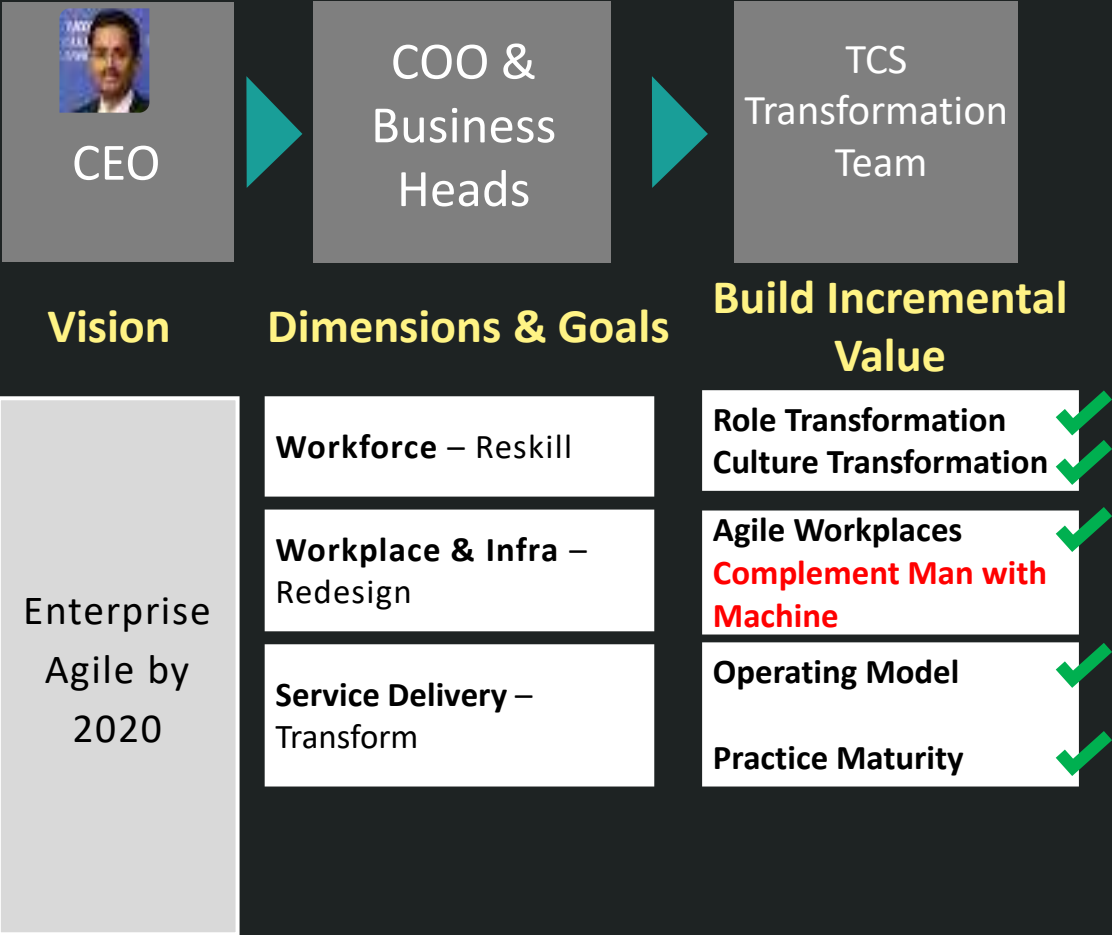 CEO
COO &
Business
Heads
TCS
Transformation
Team
Vision
Dimensions & Goals
Build Incremental
Value
Enterprise
Agile by
2020
Workforce – Reskill
Workplace & Infra –
Redesign
Service Delivery –
Transform
Role Transformation
Culture Transformation
Agile Workplaces
Complement Man with
Machine
Operating Model
Practice Maturity